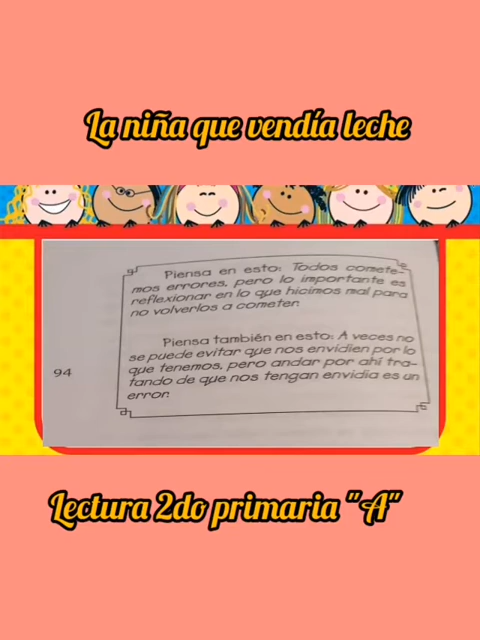 La niña que vendía leche
Piensa en esto: Todos comete-
mos errores, pero lo importante es
reflexionar en lo que hicimos mal para
no volverlos a cometer.
Piensa también en esto: A veces no
se puede evitar que nos envidien por lo
que tenemos, pero andar por ahí tra-
tando de que nos tengan envidia es un
error.
94
Lectura 2do primaria "A"